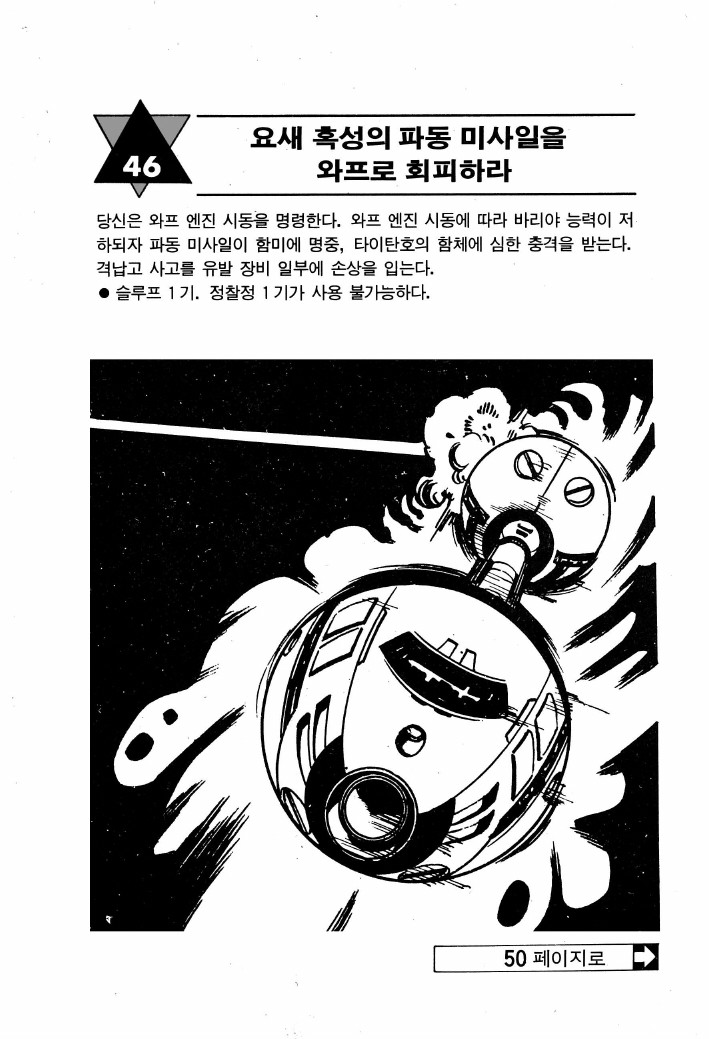 46
요새 혹성의 파동 미사일을
와프로 회피하라
당신은 와프 엔진 시동을 명령한다. 와프 엔진 시동에 따라 바리야 능력이 저
하되자 파동 미사일이 함미에 명중, 타이탄호의 함체에 심한 충격을 받는다.
격납고 사고를 유발 장비 일부에 손상을 입는다.
● 슬루프 1기. 정찰정 1기가 사용 불가능하다.
50 페이지로